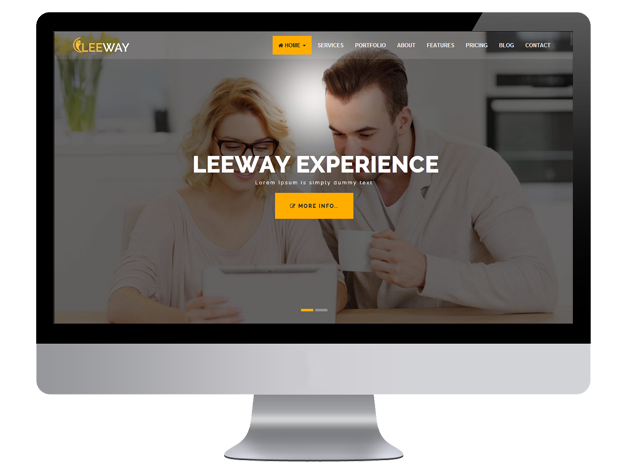 LEEWAY
HOME SERVICES PORTFOLIO ABOUT FEATURES PRICING BLOG CONTACT
LEEWAY EXPERIENCE
Lorem Ipsum is simply dummy text
MORE INFO..